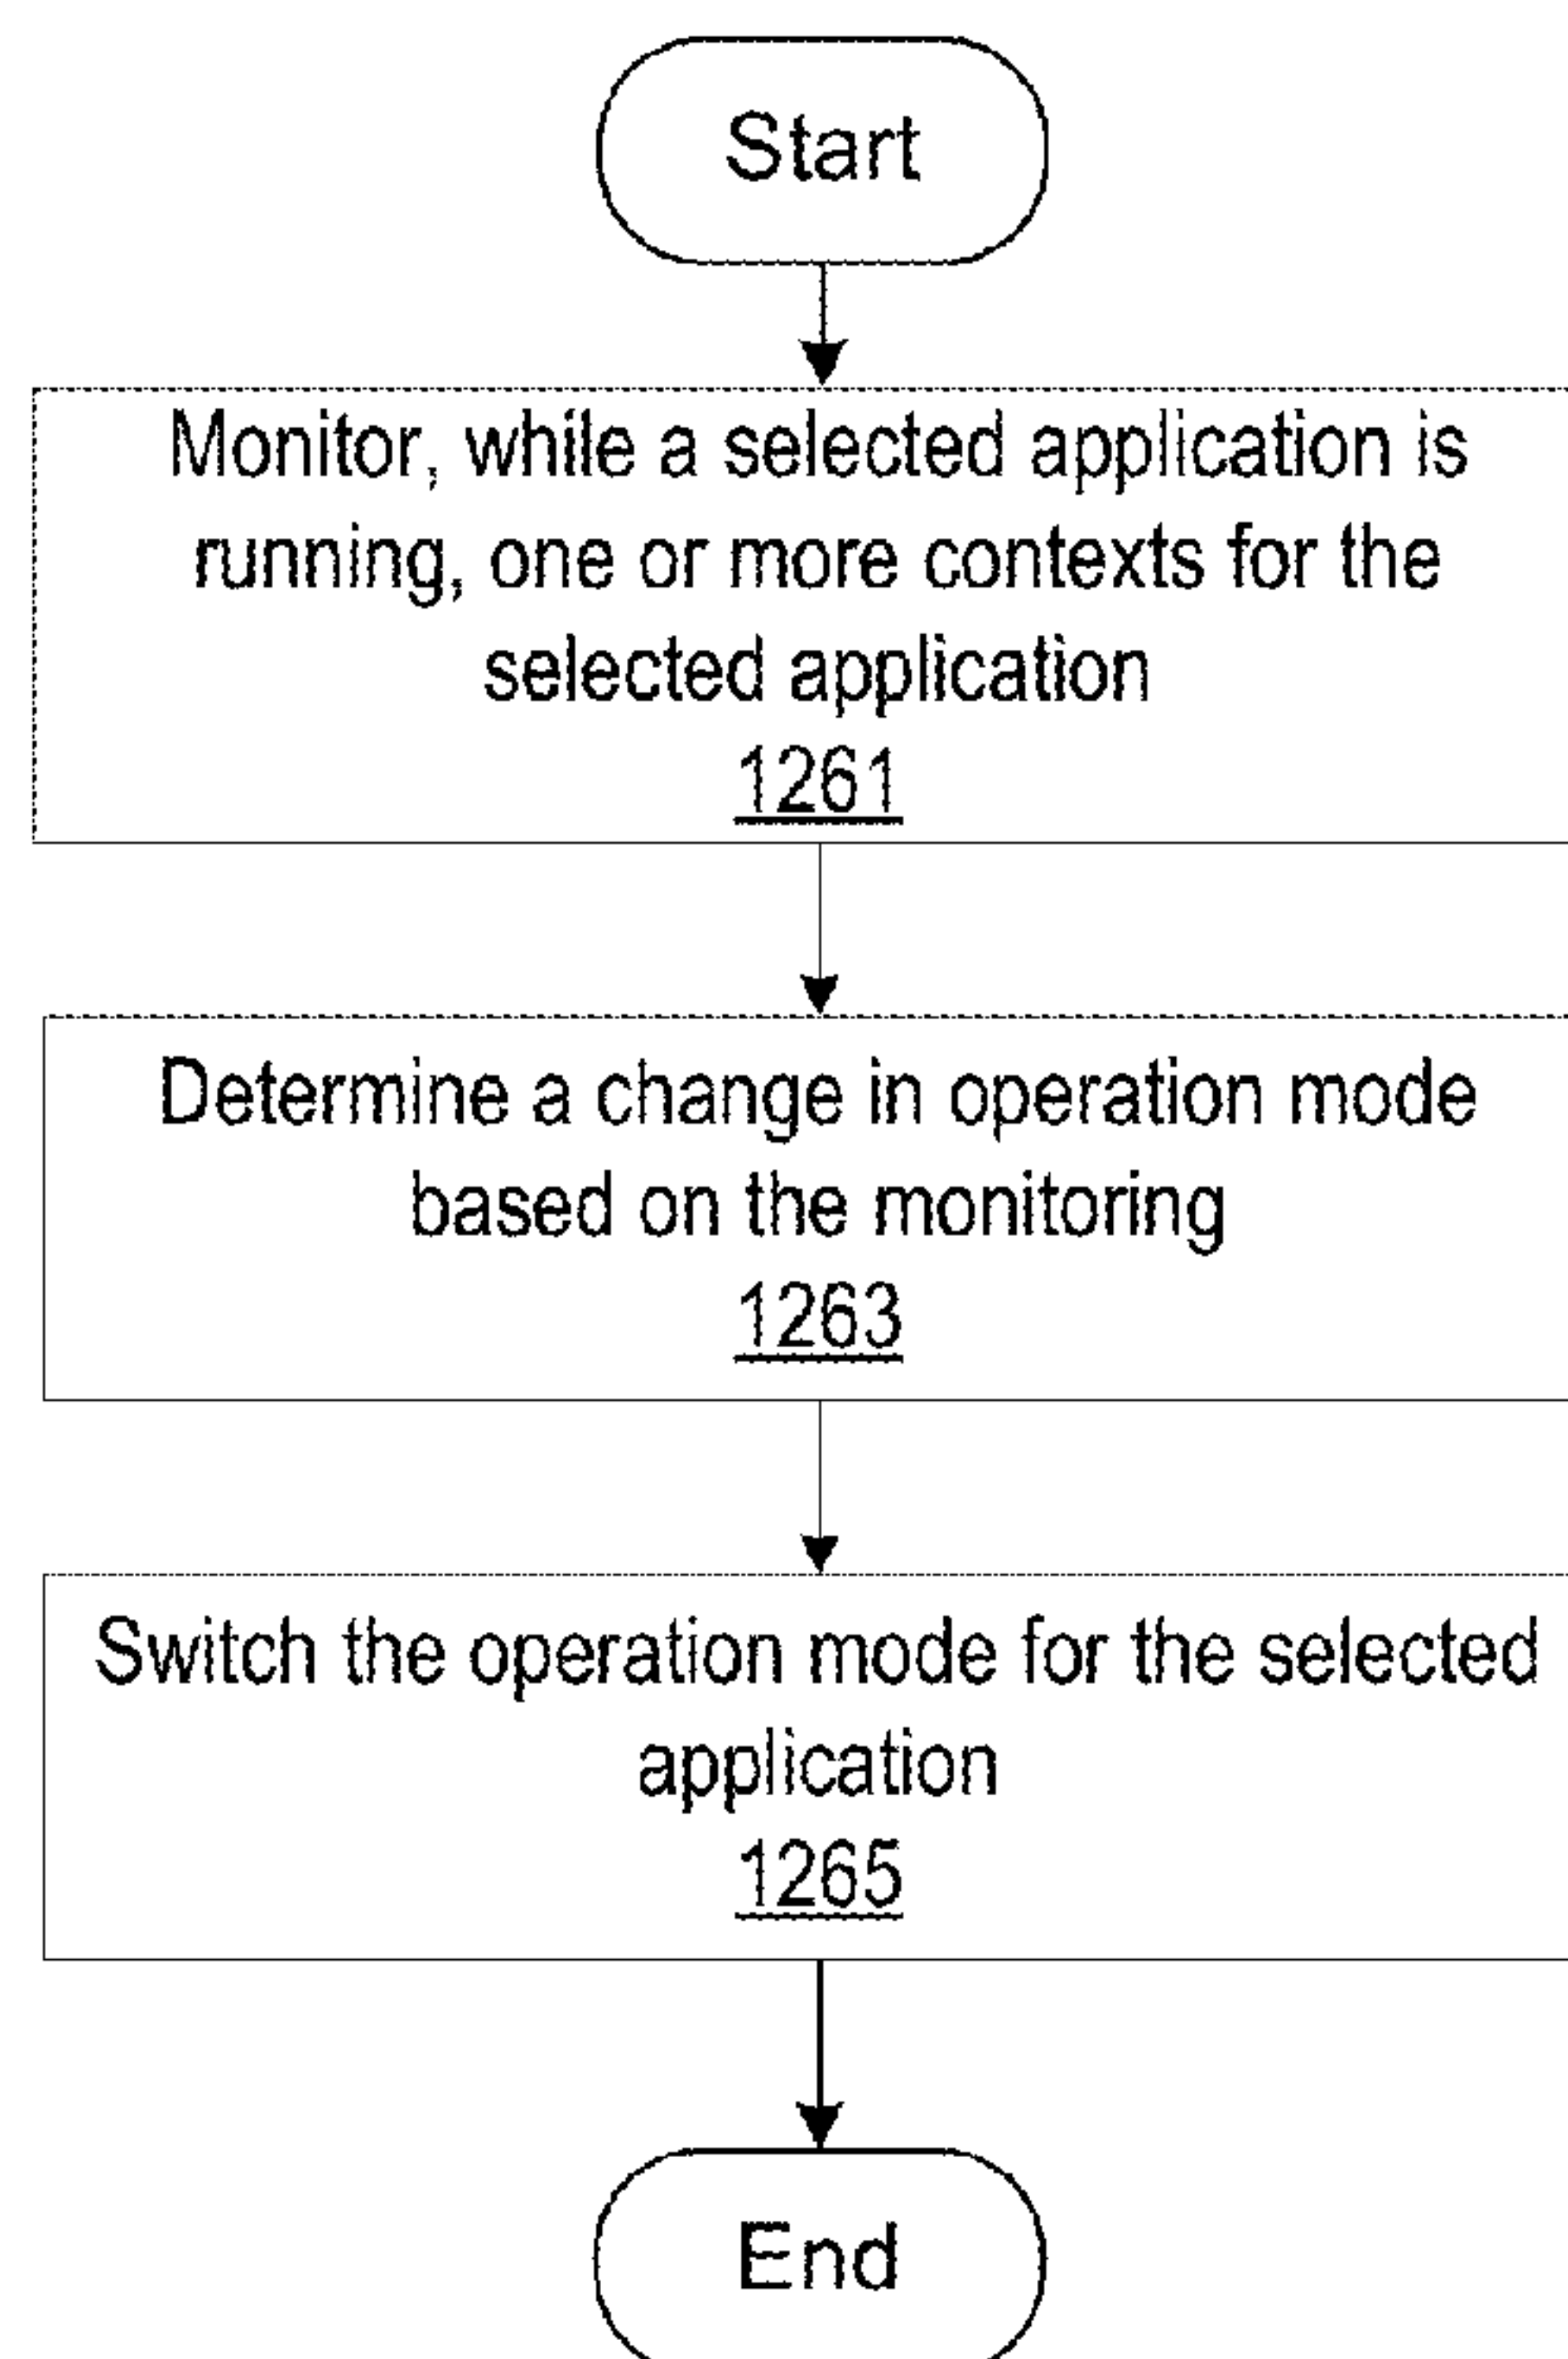 Start
Monitor, while a selected application is
running, one or more contexts for the
selected application
1261
Determine a change in operation mode
based on the monitoring
1263
Switch the operation mode for the selected
application
1265
End